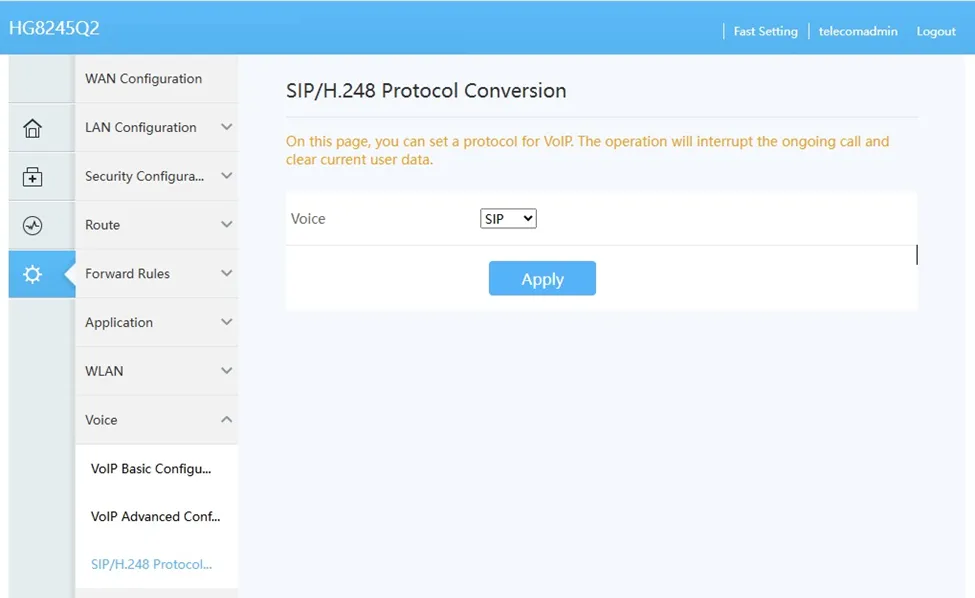 HG8245Q2
Fast Setting
telecomadmin
Logout
WAN Configuration
LAN Configuration
Security Configura...
Route
Forward Rules
Application
WLAN
Voice
VoIP Basic Configu...
VoIP Advanced Conf...
SIP/H.248 Protocol...
SIP/H.248 Protocol Conversion
On this page, you can set a protocol for VoIP. The operation will interrupt the ongoing call and
clear current user data.
Voice
SIP
Apply